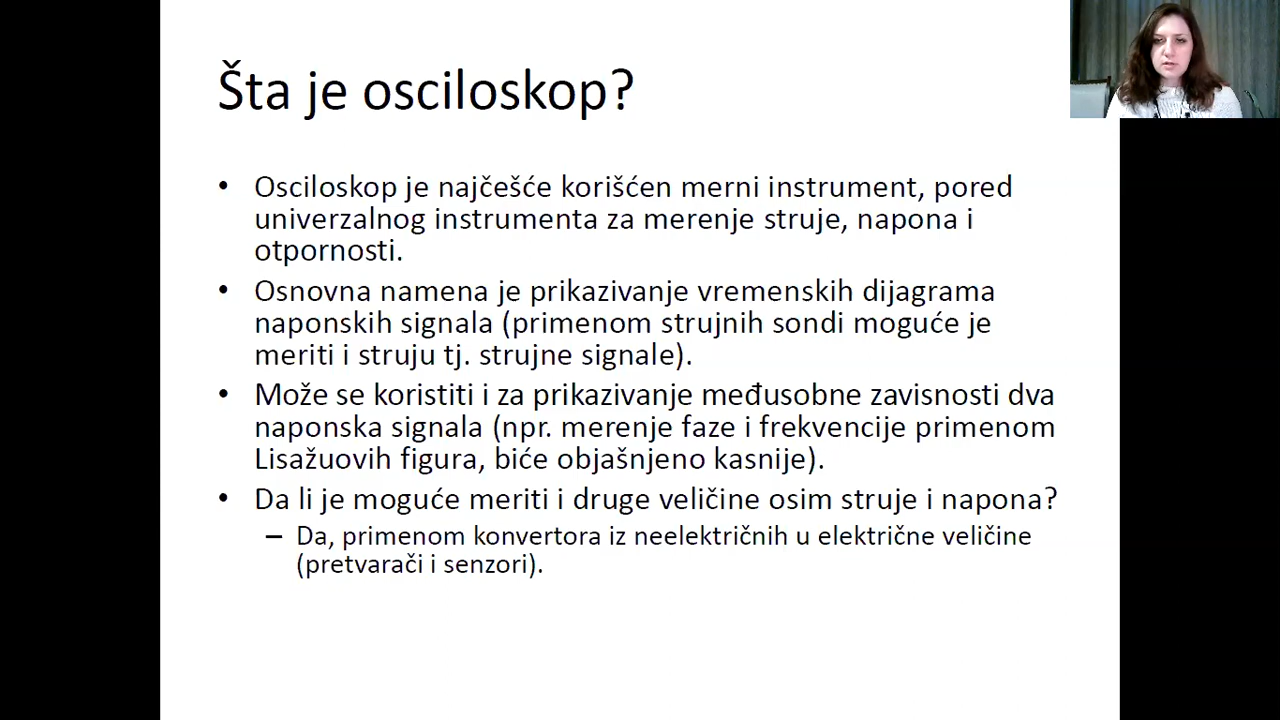 Šta je osciloskop?
• Osciloskop je najčešće korišćen merni instrument, pored
univerzalnog instrumenta za merenje struje, napona i
otpornosti.
• Osnovna namena je prikazivanje vremenskih dijagrama
naponskih signala (primenom strujnih sondi moguće je
meriti i struju tj. strujne signale).
• Može se koristiti i za prikazivanje međusobne zavisnosti dva
naponska signala (npr. merenje faze i frekvencije primenom
Lisažuovih figura, biće objašnjeno kasnije).
• Da li je moguće meriti i druge veličine osim struje i napona?
– Da, primenom konvertora iz neelektričnih u električne veličine
(pretvarači i senzori).